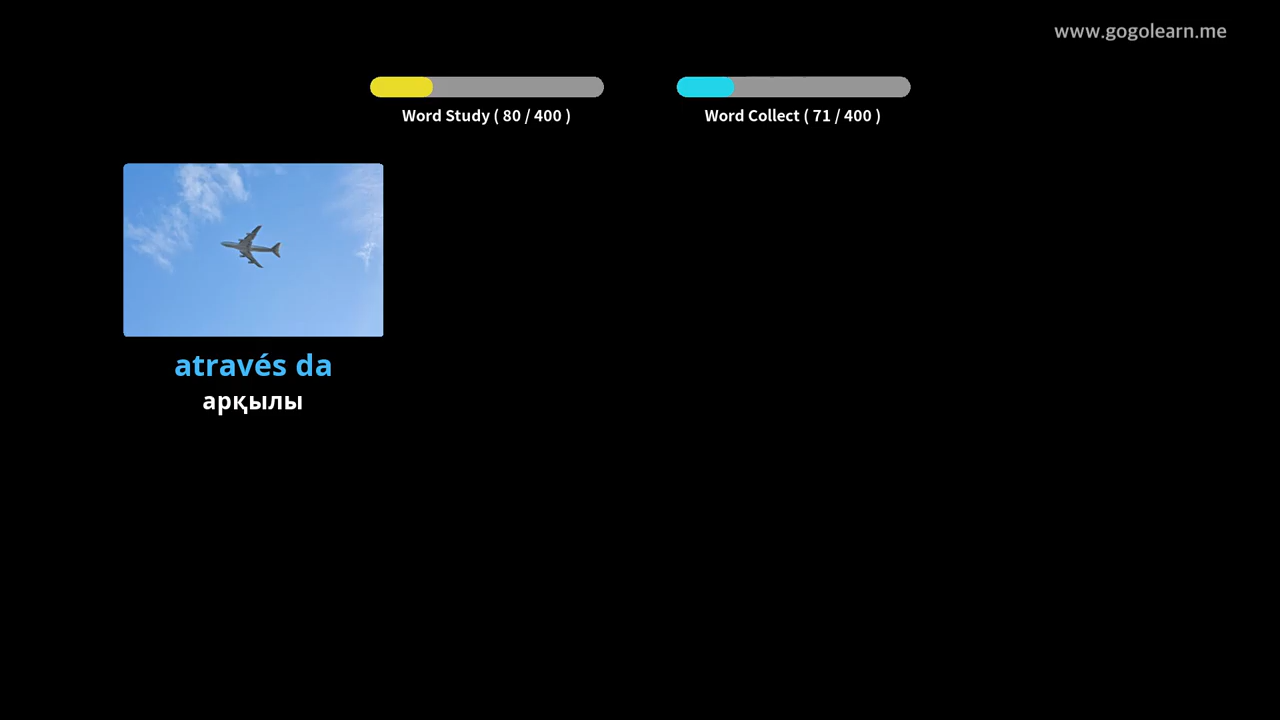 www.gogolearn.me
Word Study ( 80 / 400 )
Word Collect ( 71 / 400 )
através da
арқылы